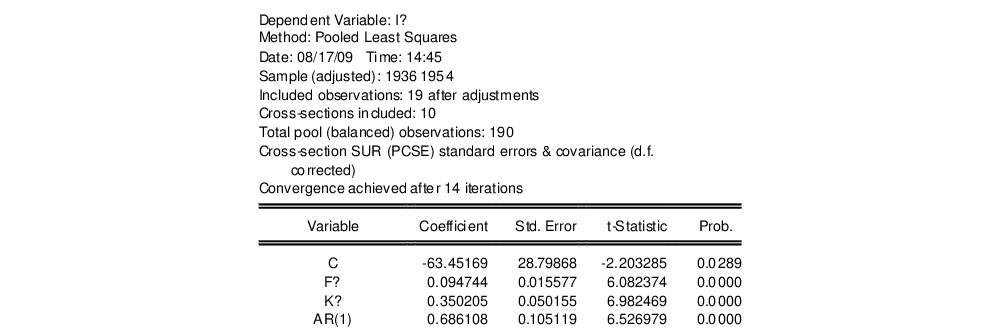 Dependent Variable: I?
Method: Pooled Least Squares
Date: 08/17/09 Time: 14:45
Sample (adjusted): 1936 1954
Included observations: 19 after adjustments
Cross-sections included: 10
Total pool (balanced) observations: 190
Cross-section SUR (PCSE) standard errors & covariance (d.f.
corrected)
Convergence achieved after 14 iterations
Variable Coefficient Std. Error t-Statistic Prob.
C -63.45169 28.79868 -2.203285 0.0289
F? 0.094744 0.015577 6.082374 0.0000
K? 0.350205 0.050155 6.982469 0.0000
AR(1) 0.686108 0.105119 6.526979 0.0000